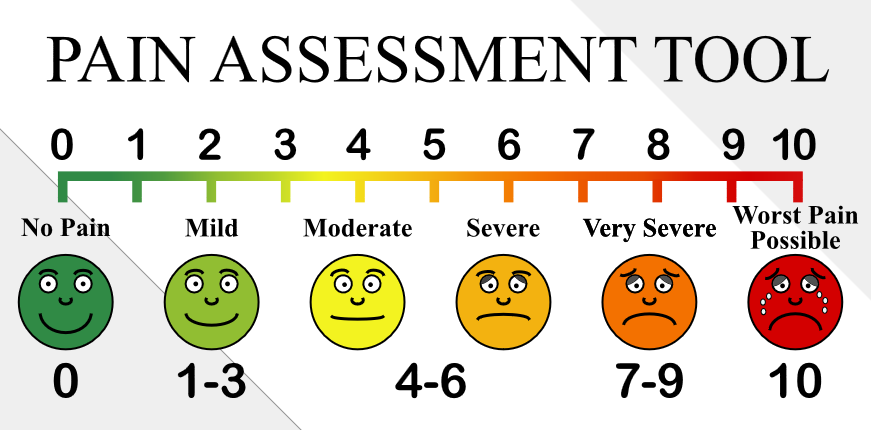 PAIN ASSESSMENT TOOL
0 1 2 3 4 5 6 7 8 9 10
No Pain Mild Moderate Severe Very Severe Worst Pain
Possible
0 1-3 4-6 7-9 10